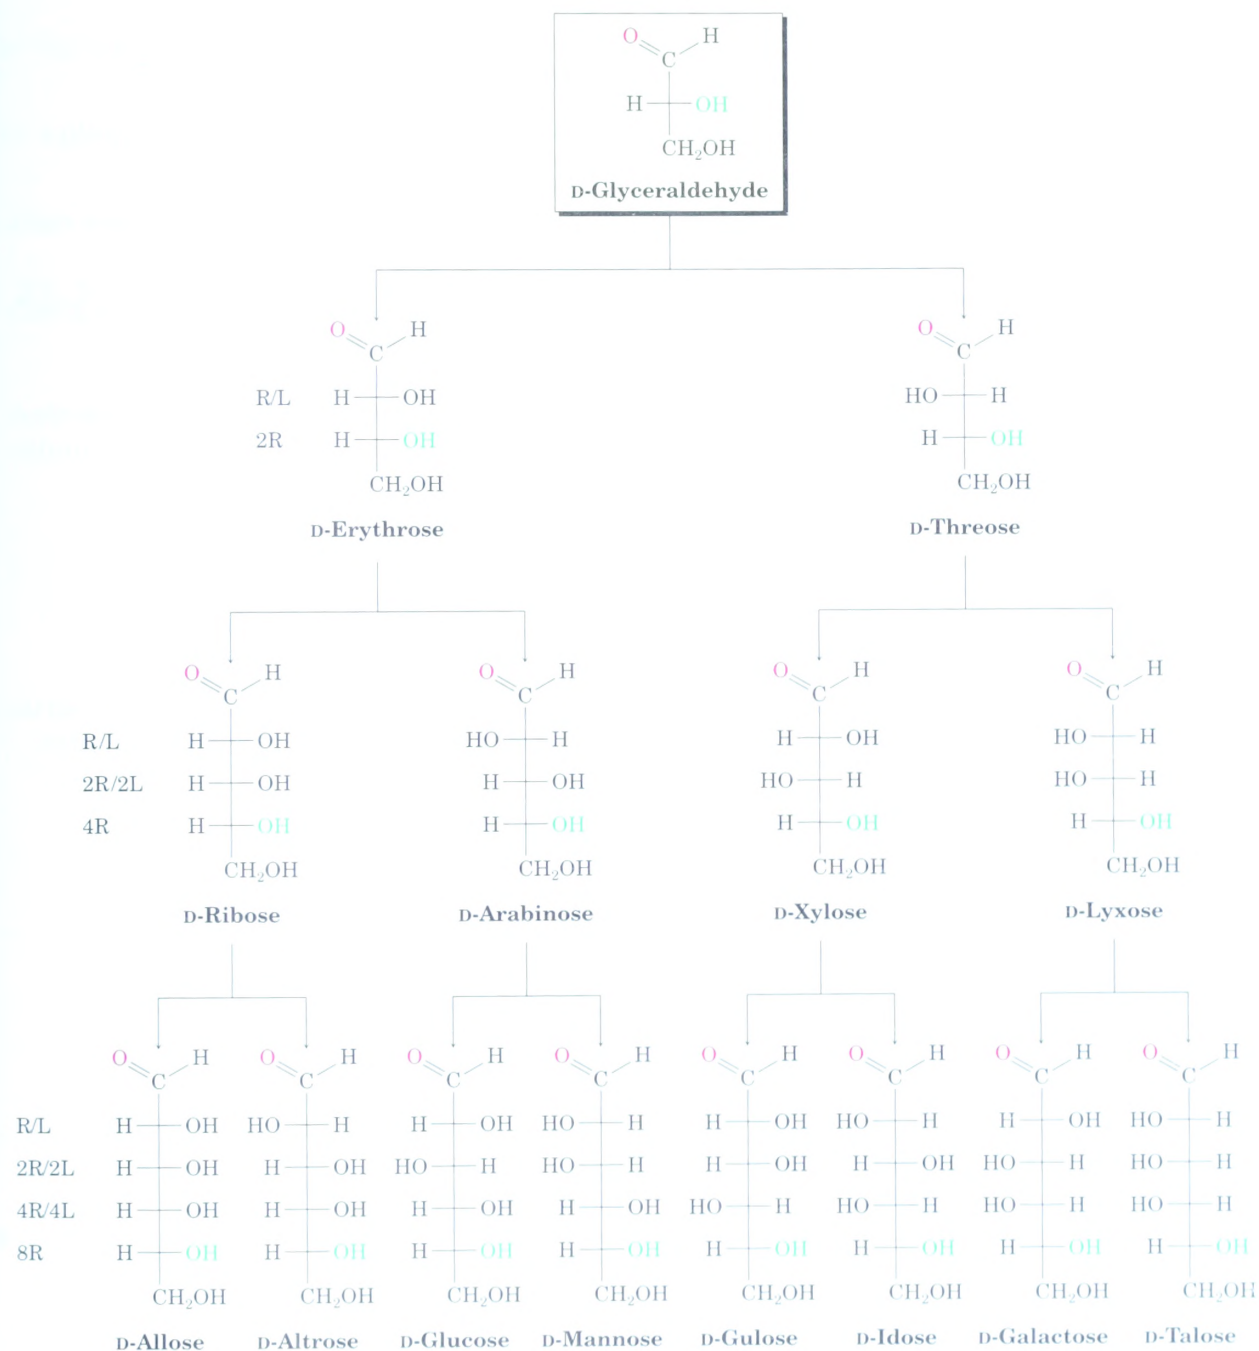 O H
C
H OH
CH₂OH
D-Glyceraldehyde
O H O H
C C
R/L H OH HO H
2R H OH H OH
CH₂OH CH₂OH
D-Erythrose D-Threose
O H O H O H O H
C C C C
R/L H OH HO H H OH HO H
2R/2L H OH H OH HO H HO H
4R H OH H OH H OH H OH
CH₂OH CH₂OH CH₂OH CH₂OH
D-Ribose D-Arabinose D-Xylose D-Lyxose
O H O H O H O H O H O H O H O H
C C C C C C C C
R/L H OH HO H H OH HO H H OH HO H H OH HO H
2R/2L H OH H OH HO H HO H H OH H OH HO H HO H
4R/4L H OH H OH H OH H OH HO H HO H HO H HO H
8R H OH H OH H OH H OH H OH H OH H OH H OH
CH₂OH CH₂OH CH₂OH CH₂OH CH₂OH CH₂OH CH₂OH CH₂OH
D-Allose D-Altrose D-Glucose D-Mannose D-Gulose D-Idose D-Galactose D-Talose